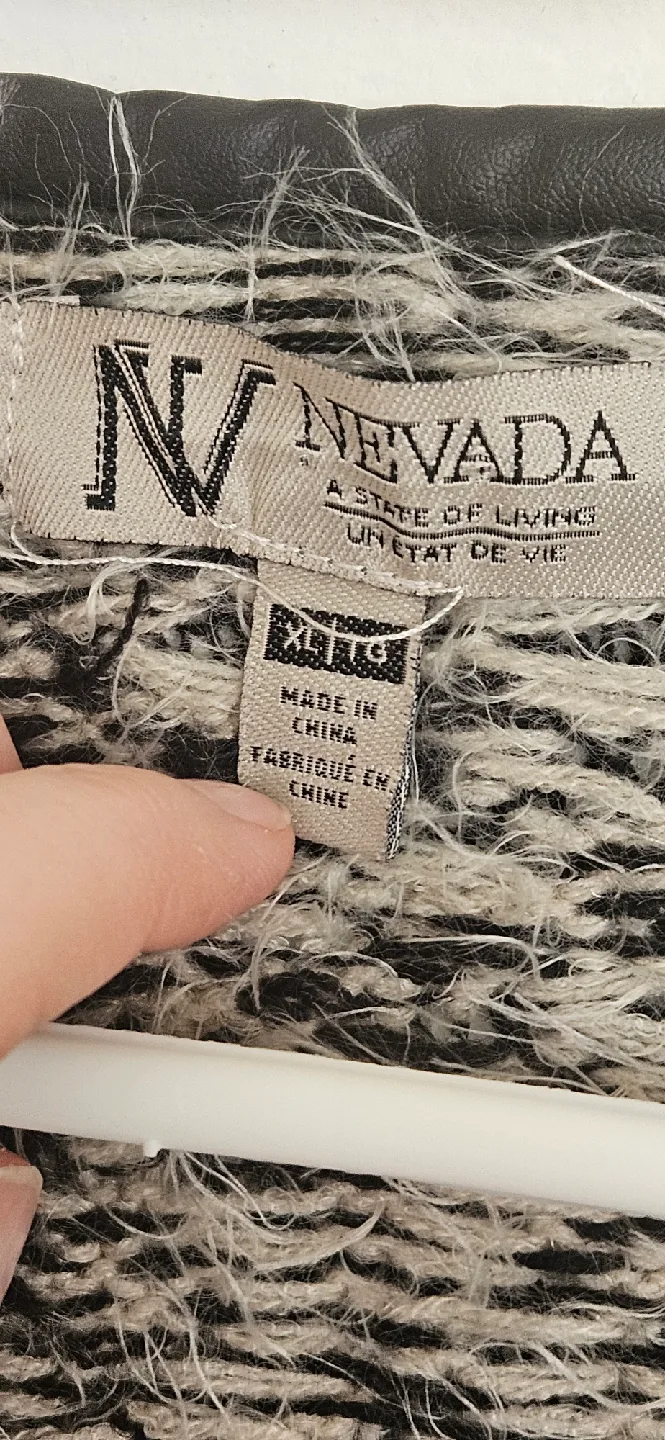 NV NEVADA
A STATE OF LIVING
UN ÉTAT DE VIE
XL-TG
MADE IN
CHINA
FABRIQUÉ EN
CHINE